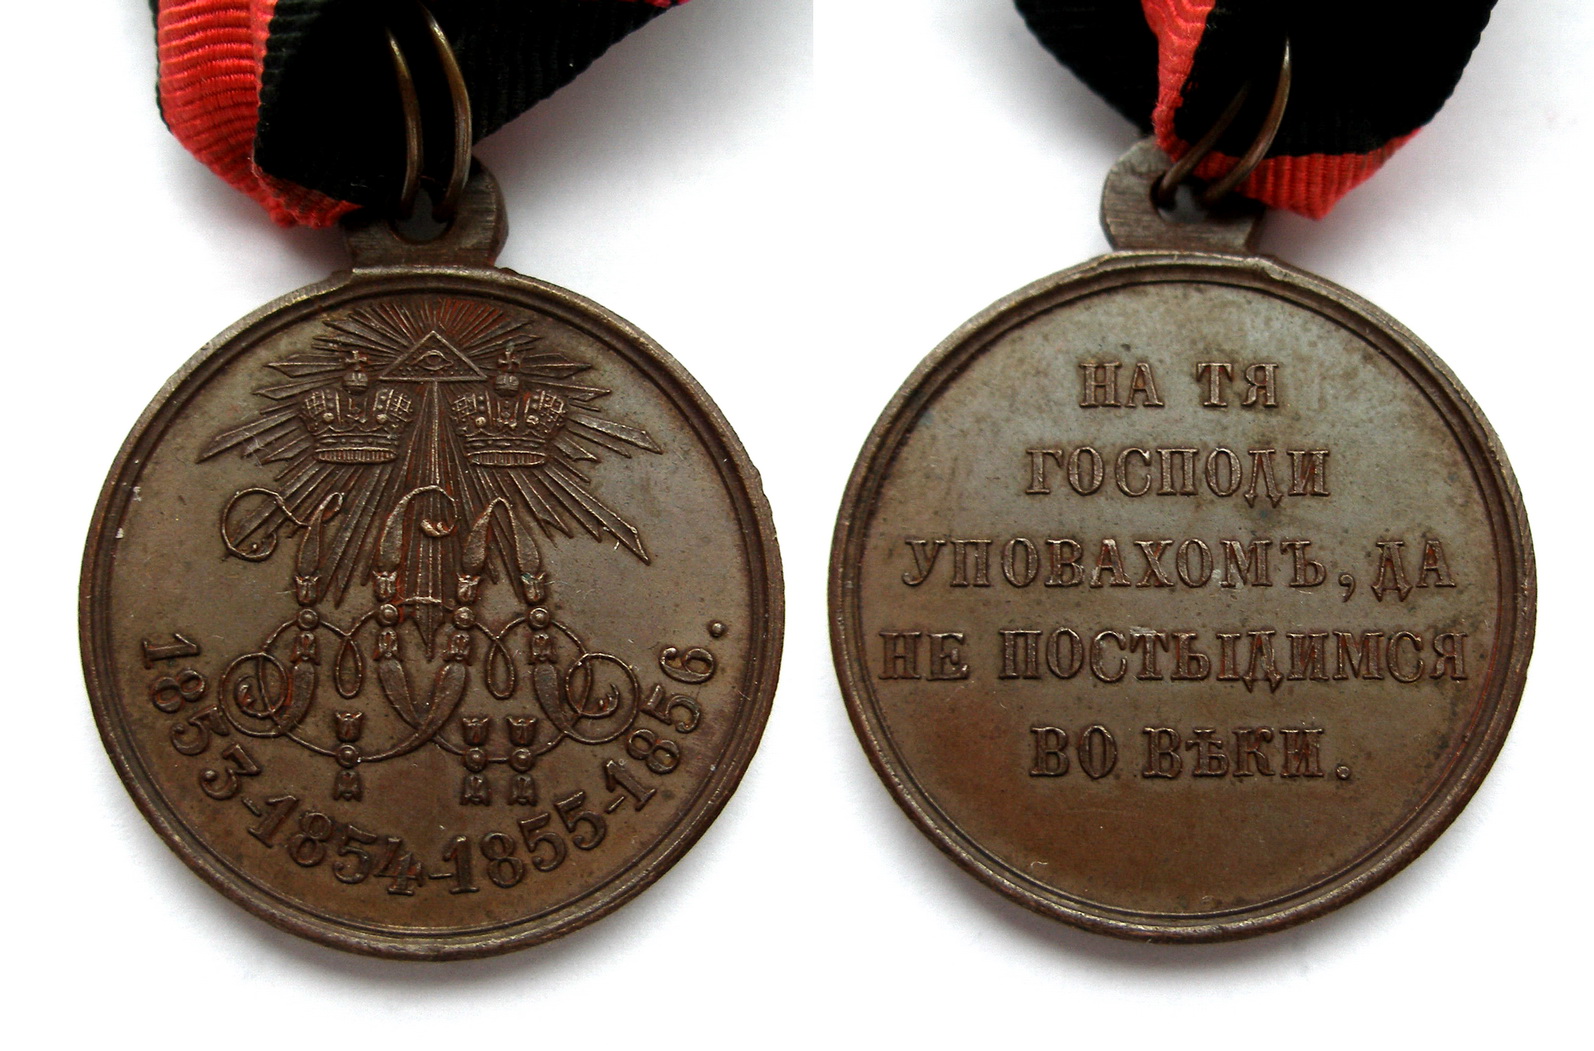 1853-1854-1855-1856.
НА ТЯ
ГОСПОДИ
УПОВАХОМЪ, ДА
НЕ ПОСТЫДИМСЯ
ВО ВѢКИ.